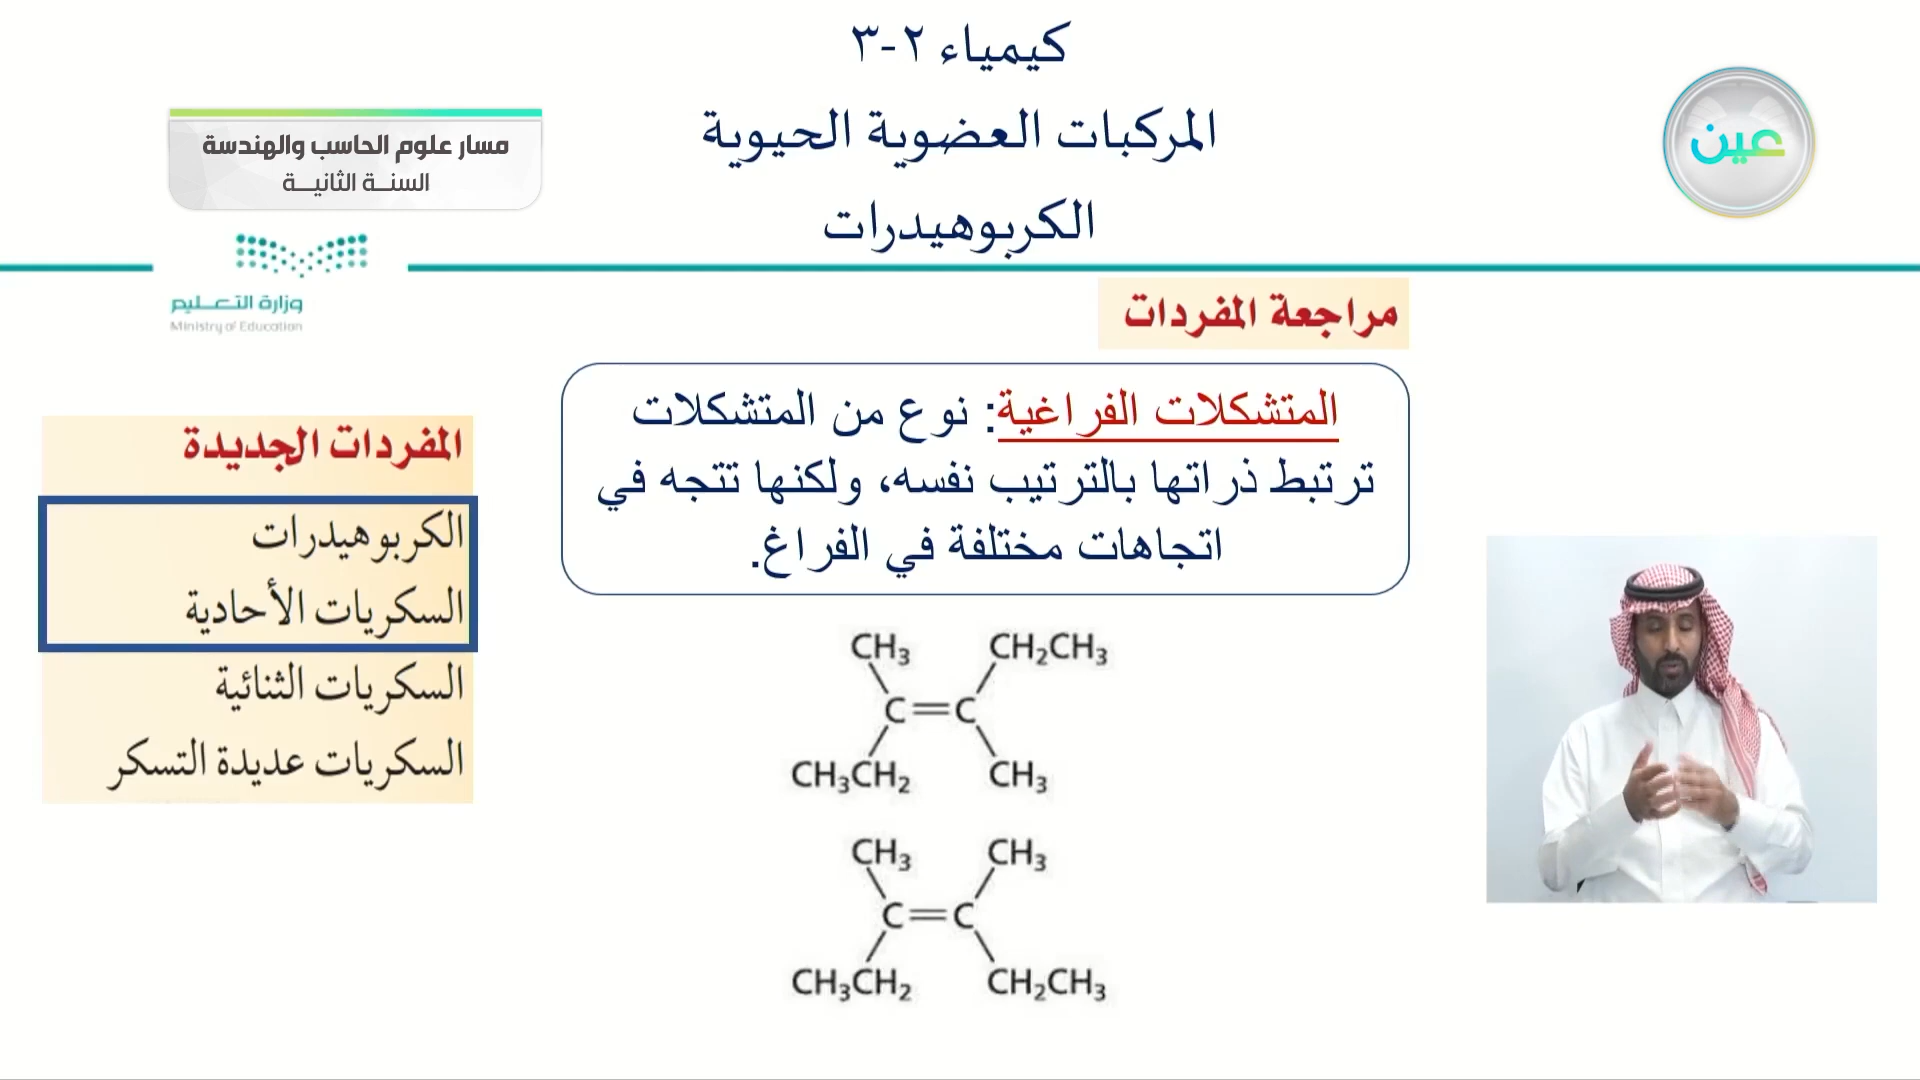 كيمياء ٢-٣
المركبات العضوية الحيوية
الكربوهيدرات
عين
مسار علوم الحاسب والهندسة
السنة الثانية
وزارة التعليم
Ministry of Education
مراجعة المفردات
المتشكلات الفراغية: نوع من المتشكلات
ترتبط ذراتها بالترتيب نفسه، ولكنها تتجه في
اتجاهات مختلفة في الفراغ.
المفردات الجديدة
الكربوهيدرات
السكريات الأحادية
السكريات الثنائية
السكريات عديدة التسكر
CH₃ CH₂CH₃
C=C
CH₃CH₂ CH₃
CH₃ CH₃
C=C
CH₃CH₂ CH₂CH₃